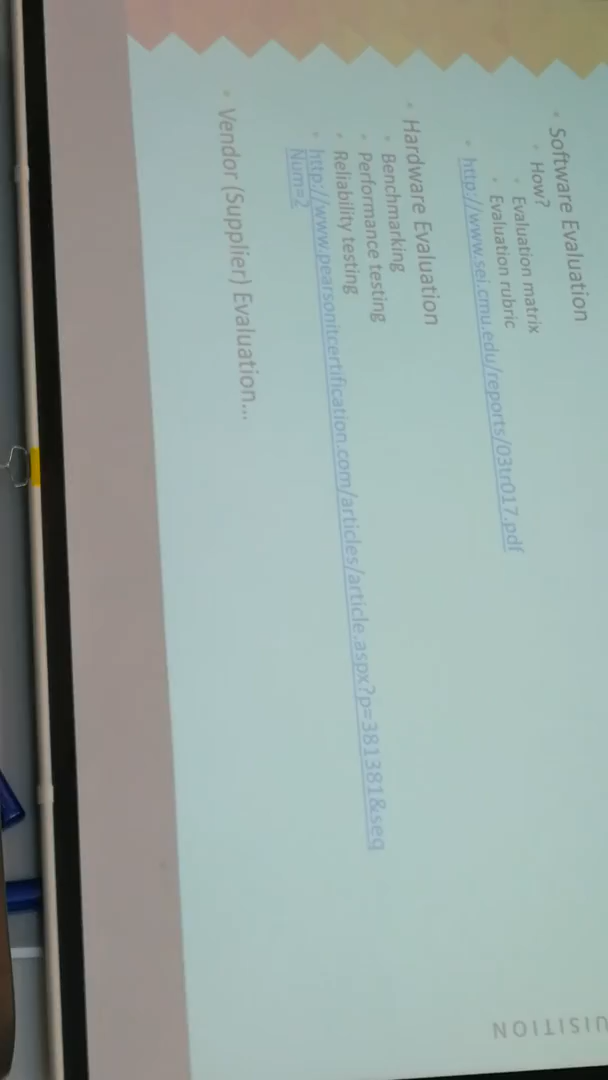 Software Evaluation
How?
Evaluation matrix
Evaluation rubric
http://www.sei.cmu.edu/reports/03tr017.pdf
Hardware Evaluation
Benchmarking
Performance testing
Reliability testing
http://www.pearsonitcertification.com/articles/article.aspx?p=381381&seq
Num=2
Vendor (Supplier) Evaluation...
UISITION